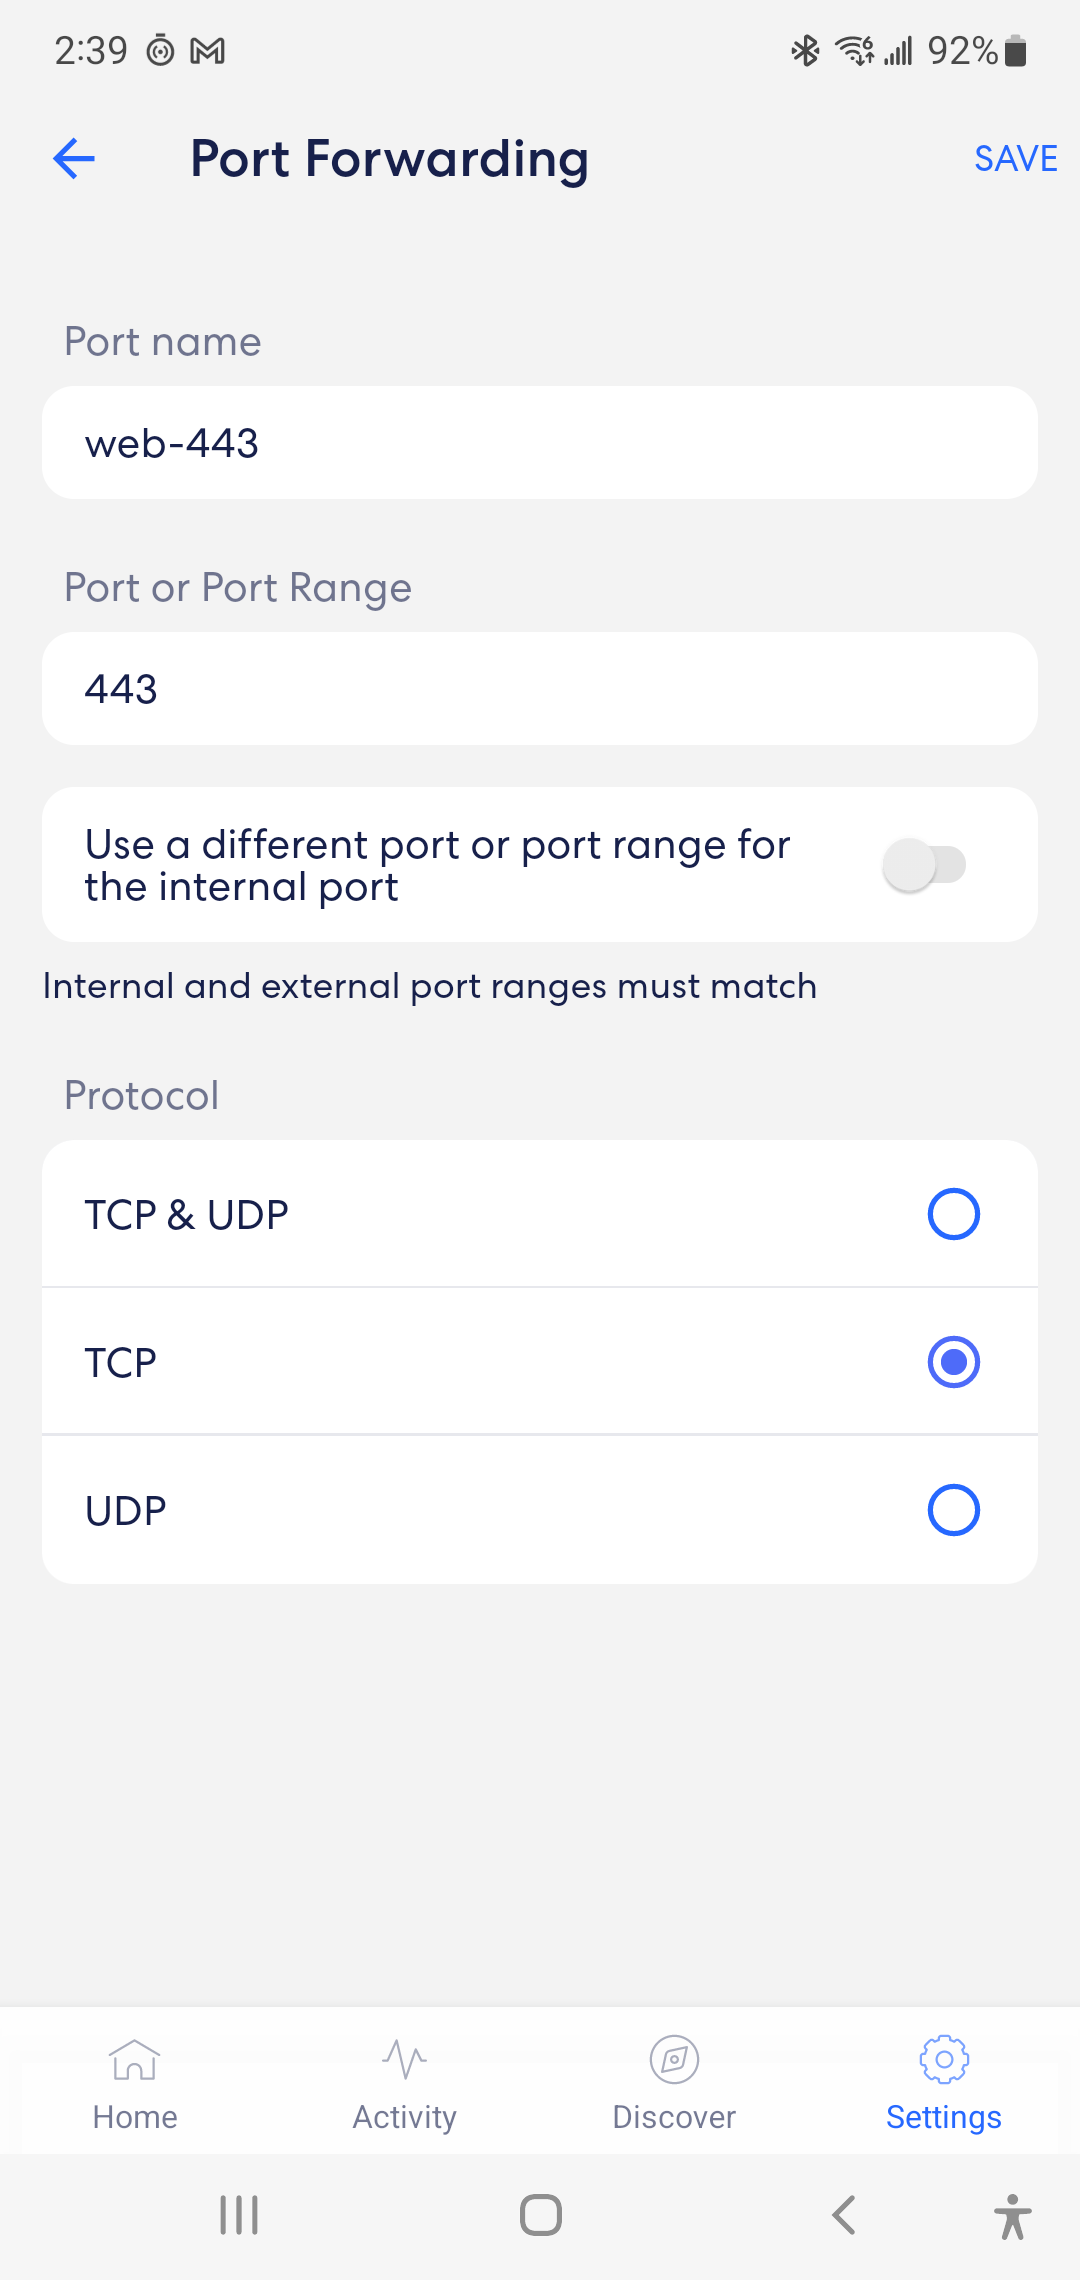 2:39
92%
Port Forwarding
SAVE
Port name
web-443
Port or Port Range
443
Use a different port or port range for
the internal port
Internal and external port ranges must match
Protocol
TCP & UDP
TCP
UDP
Home
Activity
Discover
Settings